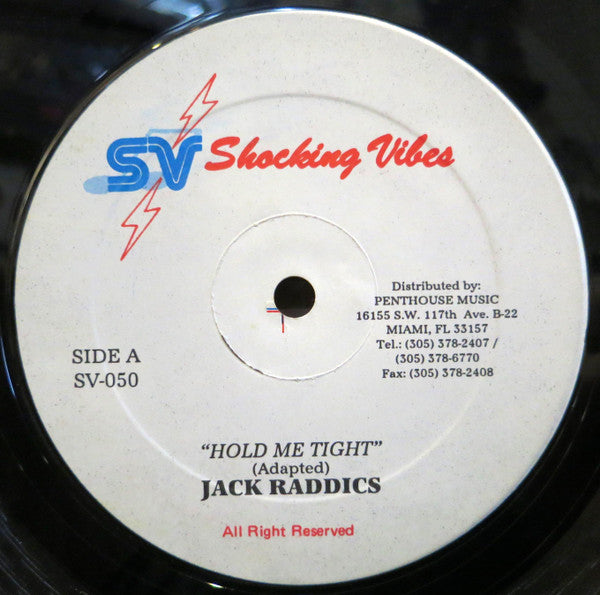 SV Shocking Vibes
Distributed by:
PENTHOUSE MUSIC
16155 S.W. 117th Ave. B-22
MIAMI, FL 33157
Tel.: (305) 378-2407 /
(305) 378-6770
Fax: (305) 378-2408
SIDE A
SV-050
“HOLD ME TIGHT”
(Adapted)
JACK RADDICS
All Right Reserved